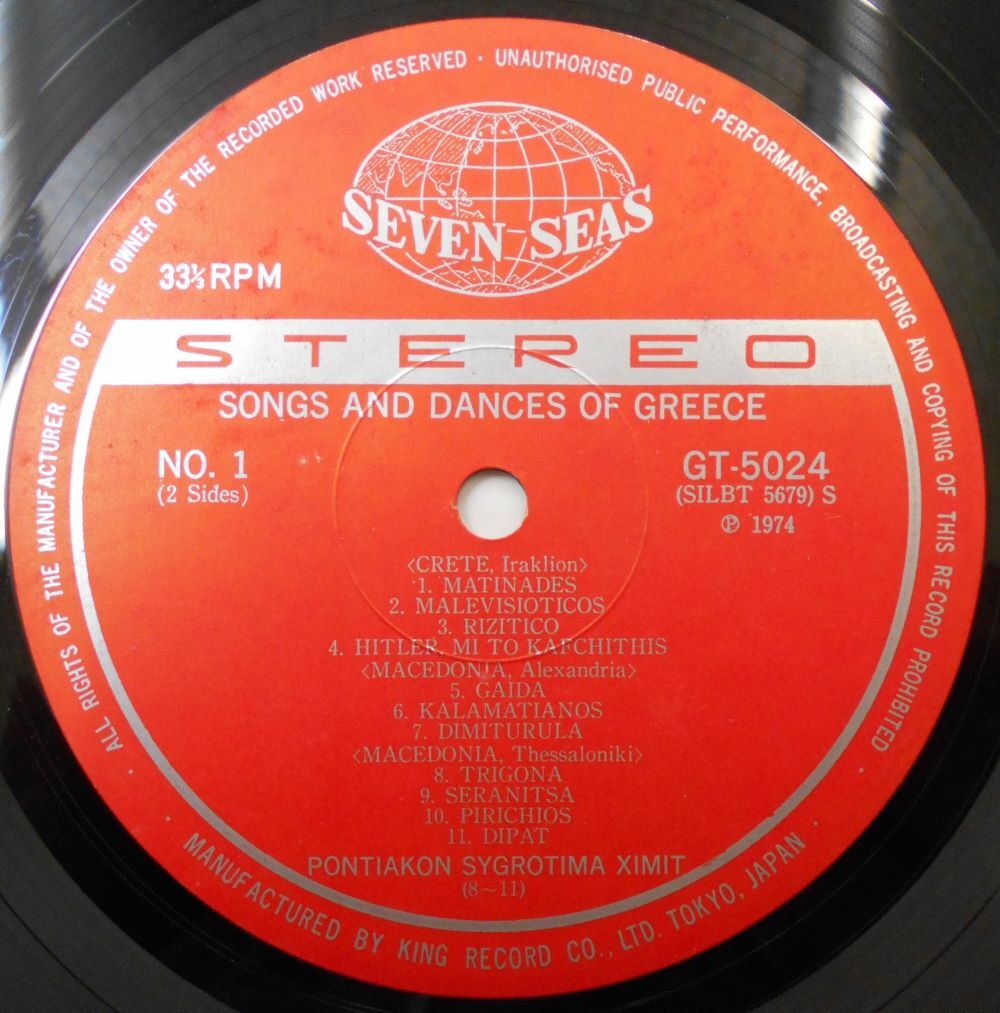 ALL RIGHTS OF THE MANUFACTURER AND OF THE OWNER OF THE RECORDED WORK RESERVED · UNAUTHORISED PUBLIC PERFORMANCE, BROADCASTING AND COPYING OF THIS RECORD PROHIBITED
SEVEN SEAS
33⅓ RPM
STEREO
SONGS AND DANCES OF GREECE
NO. 1
(2 Sides)
GT-5024
(SILBT 5679) S
Ⓟ 1974
<CRETE, Iraklion>
1. MATINADES
2. MALEVISIOTICOS
3. RIZITICO
4. HITLER, MI TO KAFCHITHIS
<MACEDONIA, Alexandria>
5. GAIDA
6. KALAMATIANOS
7. DIMITURULA
<MACEDONIA, Thessaloniki>
8. TRIGONA
9. SERANITSA
10. PIRICHIOS
11. DIPAT
PONTIAKON SYGROTIMA XIMIT
(8~11)
· MANUFACTURED BY KING RECORD CO., LTD. TOKYO, JAPAN ·